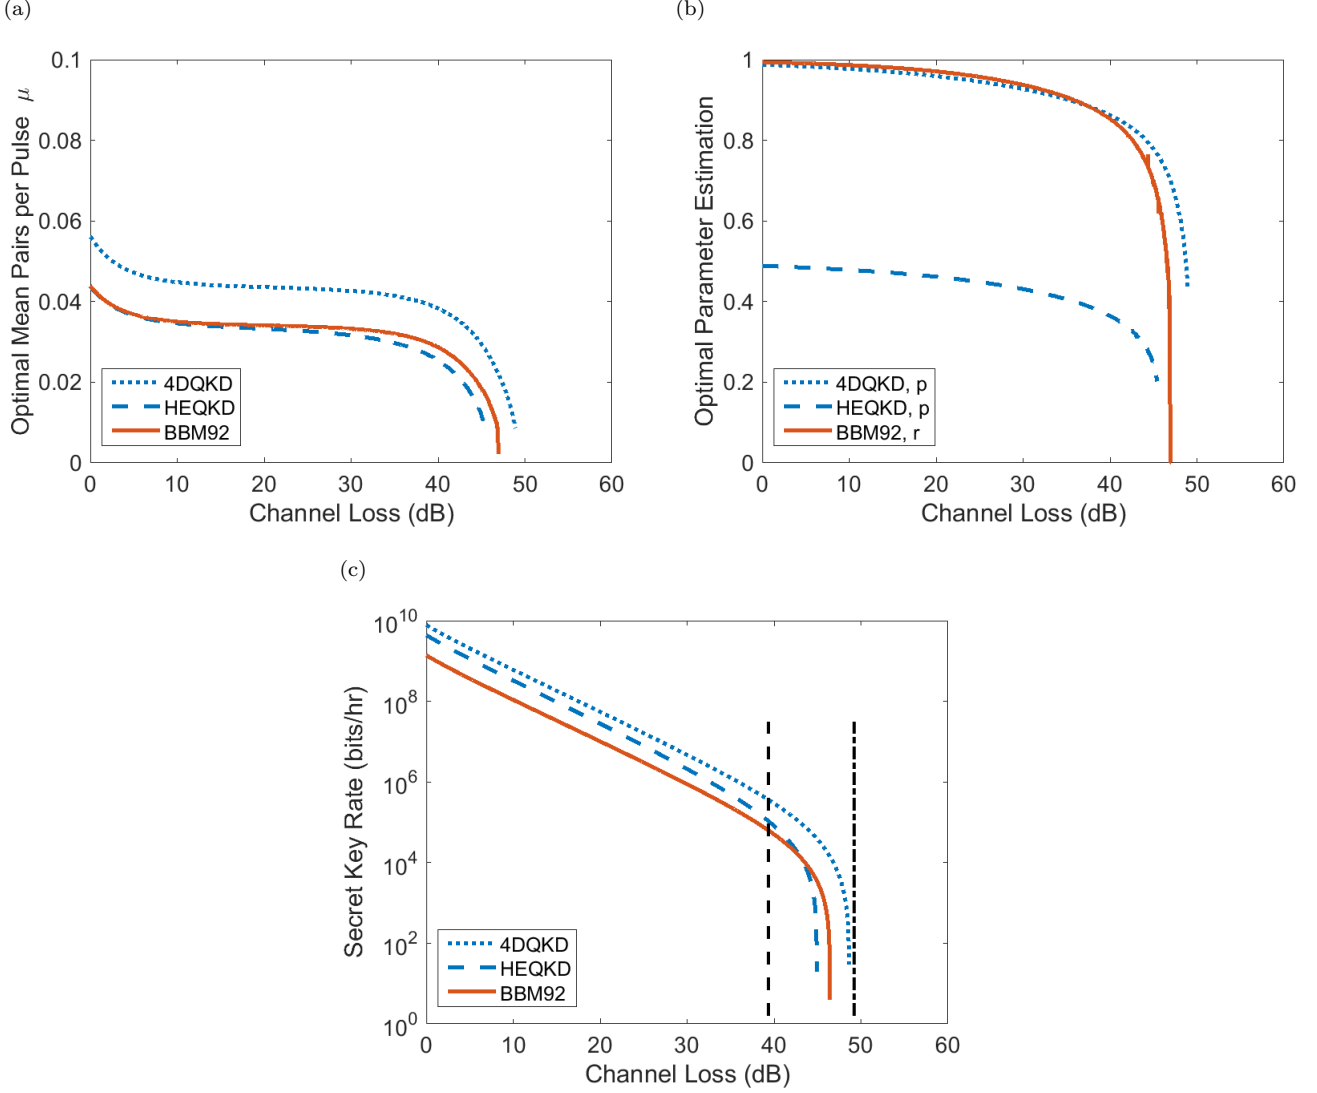 (a)
Optimal Mean Pairs per Pulse μ
0.1
0.08
0.06
0.04
0.02
0
0 10 20 30 40 50 60
Channel Loss (dB)
4DQKD
HEQKD
BBM92
(b)
Optimal Parameter Estimation
1
0.8
0.6
0.4
0.2
0
0 10 20 30 40 50 60
Channel Loss (dB)
4DQKD, p
HEQKD, p
BBM92, r
(c)
Secret Key Rate (bits/hr)
10^10
10^8
10^6
10^4
10^2
10^0
0 10 20 30 40 50 60
Channel Loss (dB)
4DQKD
HEQKD
BBM92